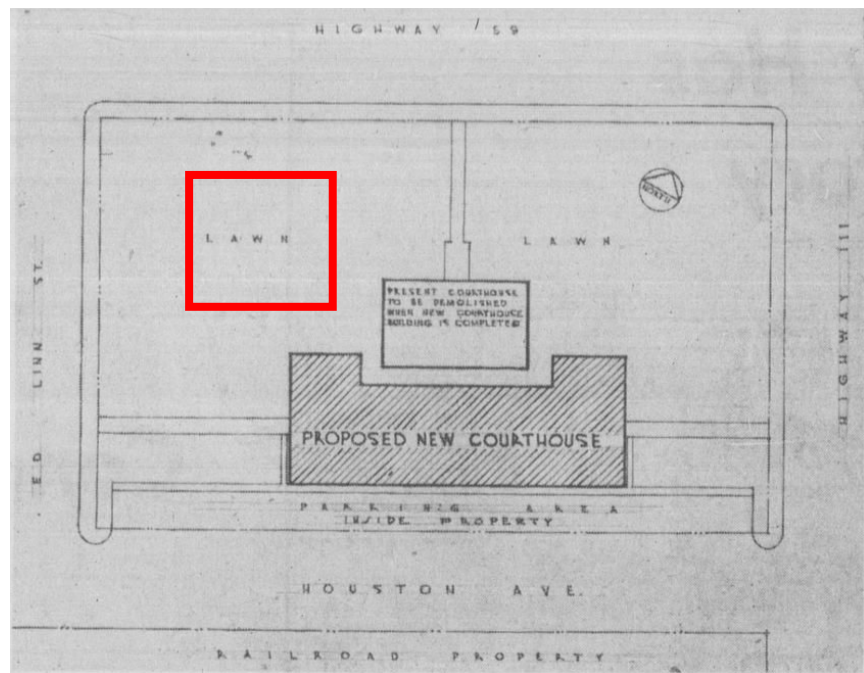 HIGHWAY 59
LAWN
LAWN
NORTH
PRESENT COURTHOUSE
TO BE DEMOLISHED
WHEN NEW COURTHOUSE
BUILDING IS COMPLETED
ED LINN ST.
HIGHWAY 111
PROPOSED NEW COURTHOUSE
PARKING AREA
INSIDE PROPERTY
HOUSTON AVE.
RAILROAD PROPERTY